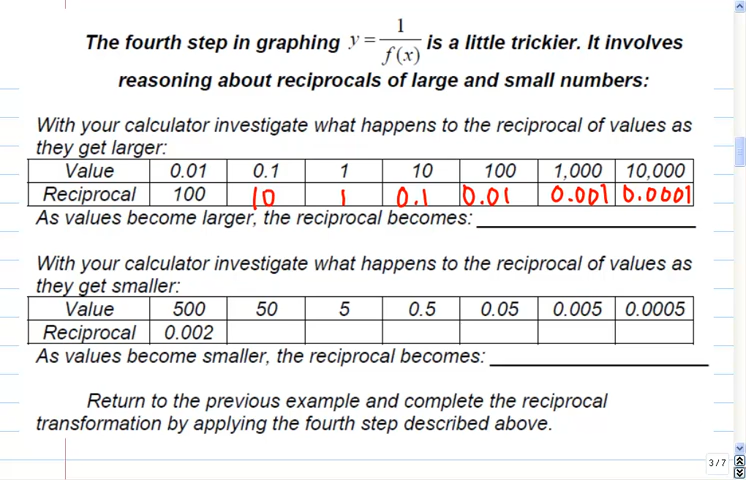 The fourth step in graphing y = 1/f(x) is a little trickier. It involves
reasoning about reciprocals of large and small numbers:
With your calculator investigate what happens to the reciprocal of values as
they get larger:
Value 0.01 0.1 1 10 100 1,000 10,000
Reciprocal 100 10 1 0.1 0.01 0.001 0.0001
As values become larger, the reciprocal becomes:
With your calculator investigate what happens to the reciprocal of values as
they get smaller:
Value 500 50 5 0.5 0.05 0.005 0.0005
Reciprocal 0.002
As values become smaller, the reciprocal becomes:
Return to the previous example and complete the reciprocal
transformation by applying the fourth step described above.
3 / 7